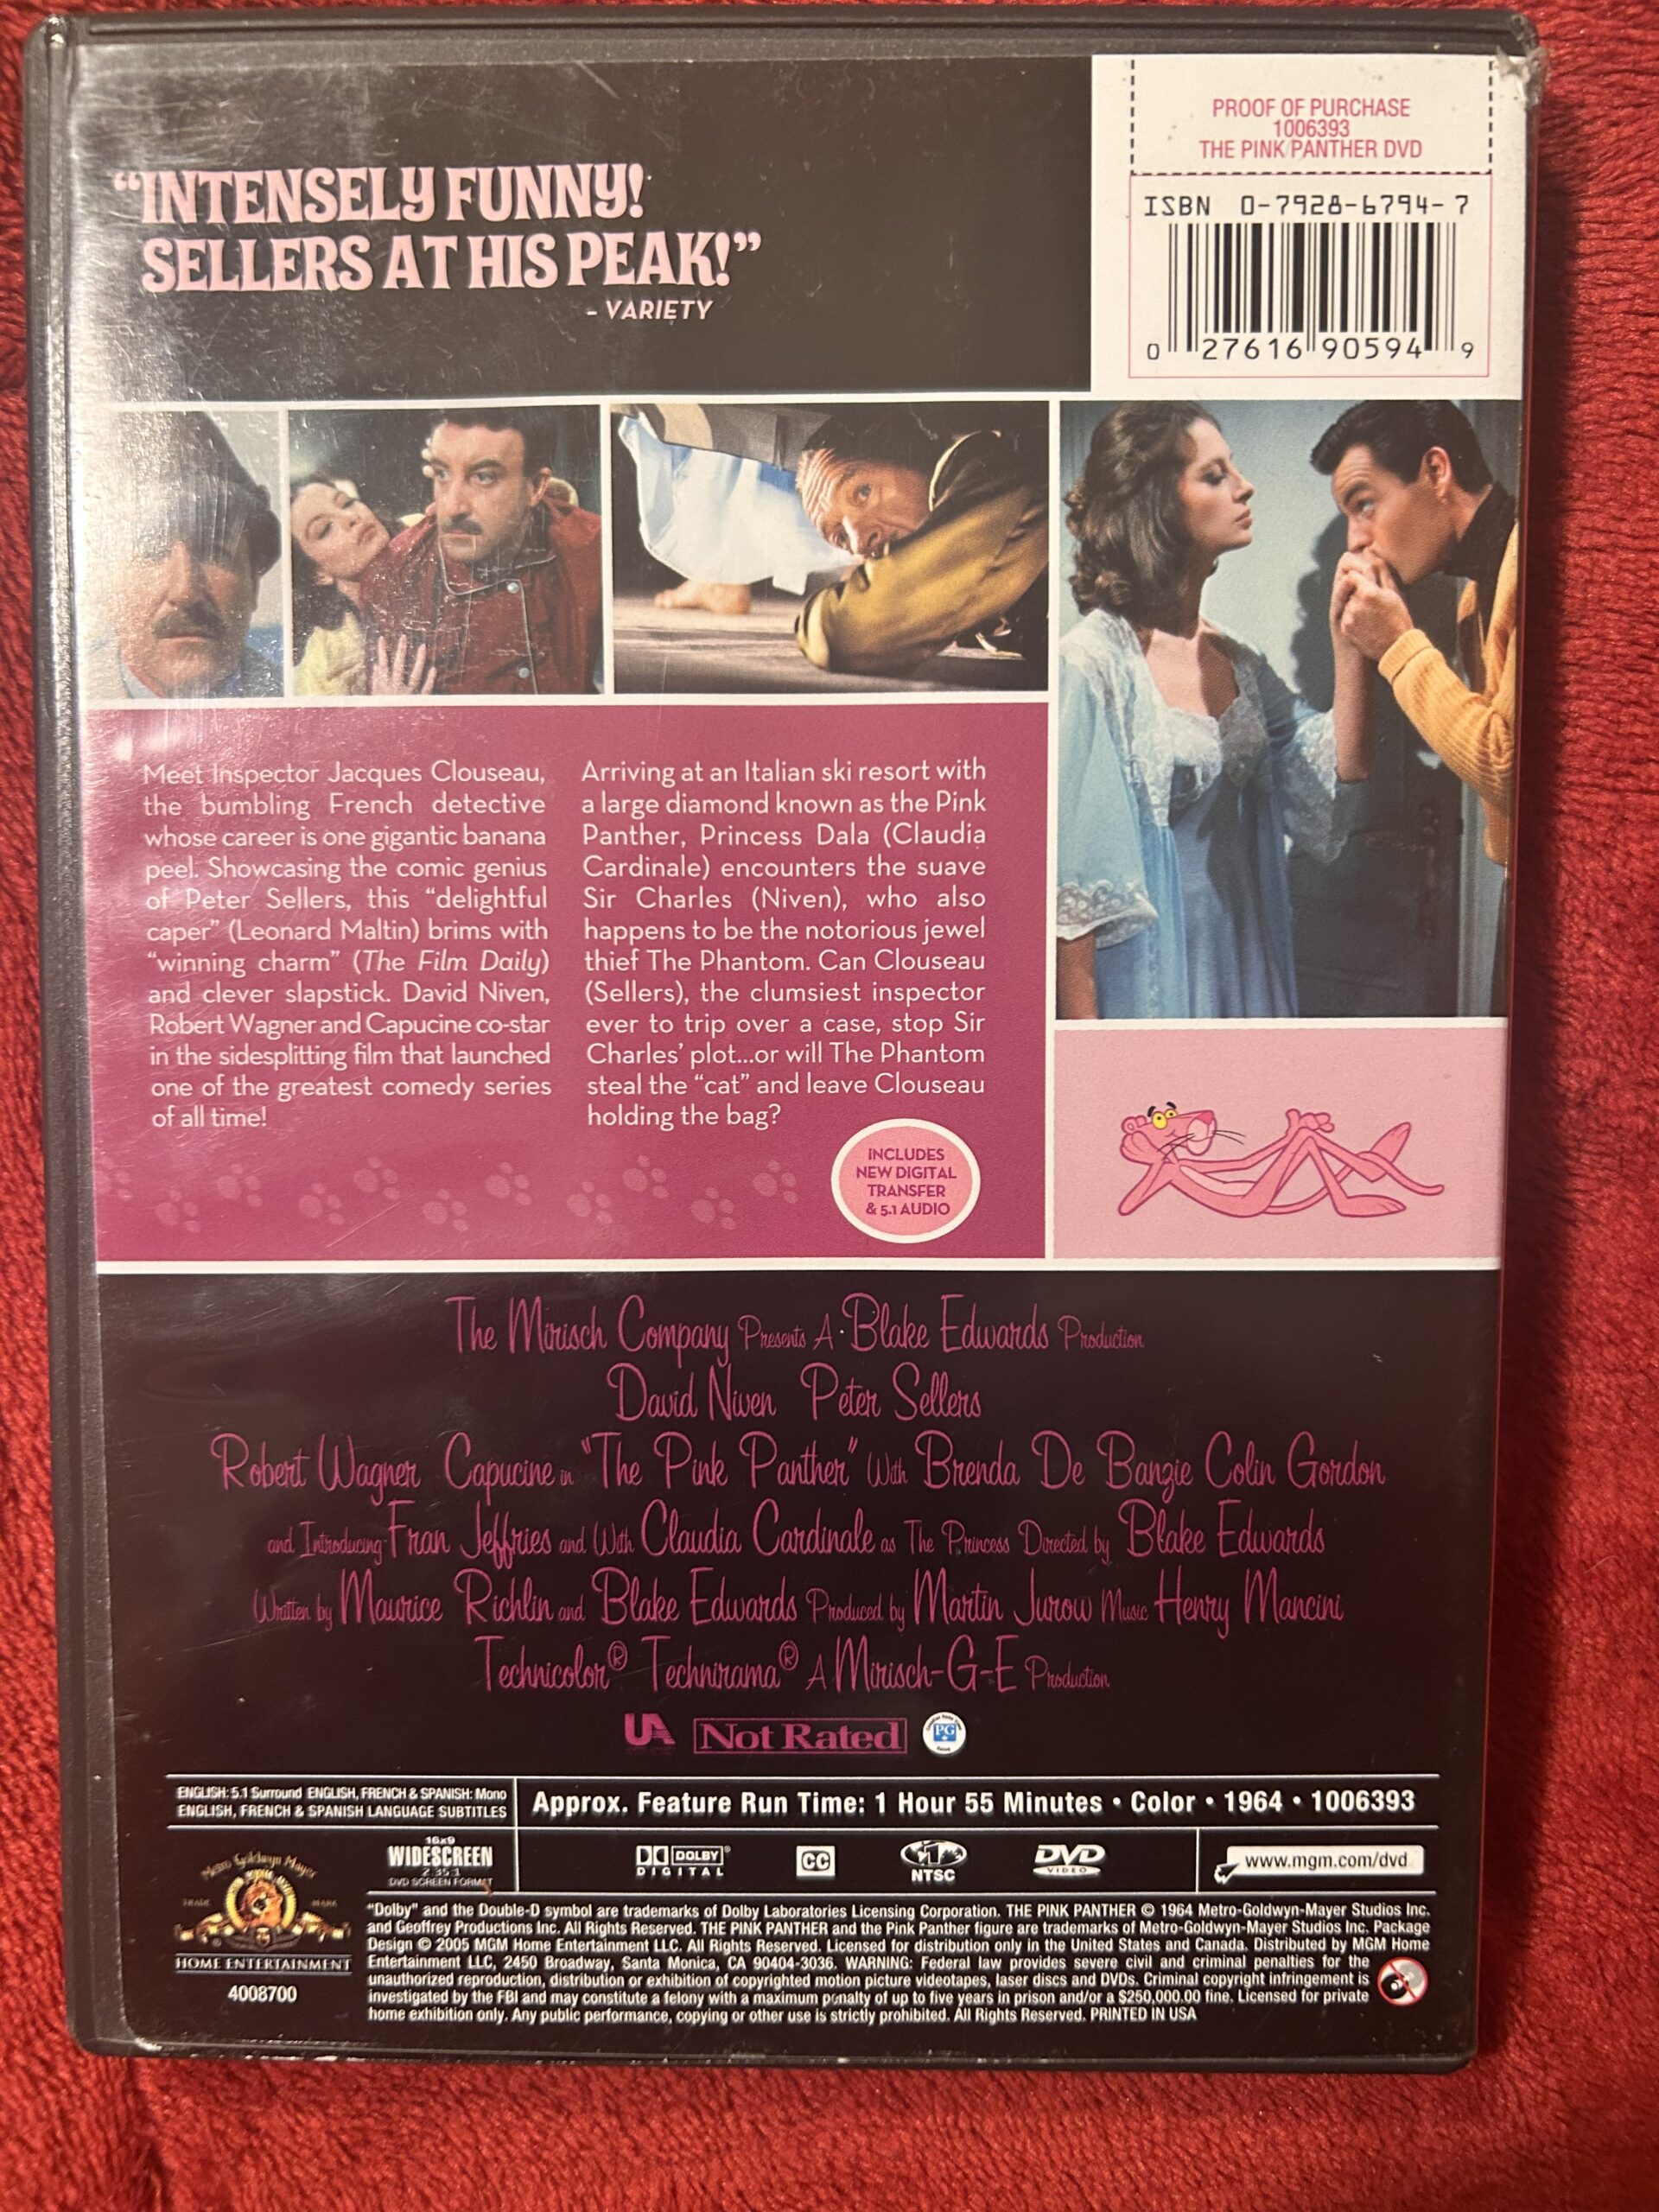 PROOF OF PURCHASE
1006393
THE PINK PANTHER DVD
ISBN 0-7928-6794-7
0 27616 90594 9
“INTENSELY FUNNY!
SELLERS AT HIS PEAK!”
- VARIETY
Meet Inspector Jacques Clouseau,
the bumbling French detective
whose career is one gigantic banana
peel. Showcasing the comic genius
of Peter Sellers, this “delightful
caper” (Leonard Maltin) brims with
“winning charm” (The Film Daily)
and clever slapstick. David Niven,
Robert Wagner and Capucine co-star
in the sidesplitting film that launched
one of the greatest comedy series
of all time!
Arriving at an Italian ski resort with
a large diamond known as the Pink
Panther, Princess Dala (Claudia
Cardinale) encounters the suave
Sir Charles (Niven), who also
happens to be the notorious jewel
thief The Phantom. Can Clouseau
(Sellers), the clumsiest inspector
ever to trip over a case, stop Sir
Charles’ plot...or will The Phantom
steal the “cat” and leave Clouseau
holding the bag?
INCLUDES
NEW DIGITAL
TRANSFER
& 5.1 AUDIO
The Mirisch Company Presents A Blake Edwards Production
David Niven Peter Sellers
Robert Wagner Capucine in "The Pink Panther" With Brenda De Banzie Colin Gordon
and Introducing Fran Jeffries and With Claudia Cardinale as The Princess Directed by Blake Edwards
Written by Maurice Richlin and Blake Edwards Produced by Martin Jurow Music Henry Mancini
Technicolor® Technirama® A Mirisch-G-E Production
UA Not Rated PG
ENGLISH: 5.1 Surround ENGLISH, FRENCH & SPANISH: Mono
ENGLISH, FRENCH & SPANISH LANGUAGE SUBTITLES
Approx. Feature Run Time: 1 Hour 55 Minutes • Color • 1964 • 1006393
Metro Goldwyn Mayer
TRADE MARK
HOME ENTERTAINMENT
4008700
16x9
WIDESCREEN
2.35:1
DVD SCREEN FORMAT
DOLBY
DIGITAL
CC
1
NTSC
DVD
VIDEO
www.mgm.com/dvd
“Dolby” and the Double-D symbol are trademarks of Dolby Laboratories Licensing Corporation. THE PINK PANTHER © 1964 Metro-Goldwyn-Mayer Studios Inc.
and Geoffrey Productions Inc. All Rights Reserved. THE PINK PANTHER and the Pink Panther figure are trademarks of Metro-Goldwyn-Mayer Studios Inc. Package
Design © 2005 MGM Home Entertainment LLC. All Rights Reserved. Licensed for distribution only in the United States and Canada. Distributed by MGM Home
Entertainment LLC, 2450 Broadway, Santa Monica, CA 90404-3036. WARNING: Federal law provides severe civil and criminal penalties for the
unauthorized reproduction, distribution or exhibition of copyrighted motion picture videotapes, laser discs and DVDs. Criminal copyright infringement is
investigated by the FBI and may constitute a felony with a maximum penalty of up to five years in prison and/or a $250,000.00 fine. Licensed for private
home exhibition only. Any public performance, copying or other use is strictly prohibited. All Rights Reserved. PRINTED IN USA